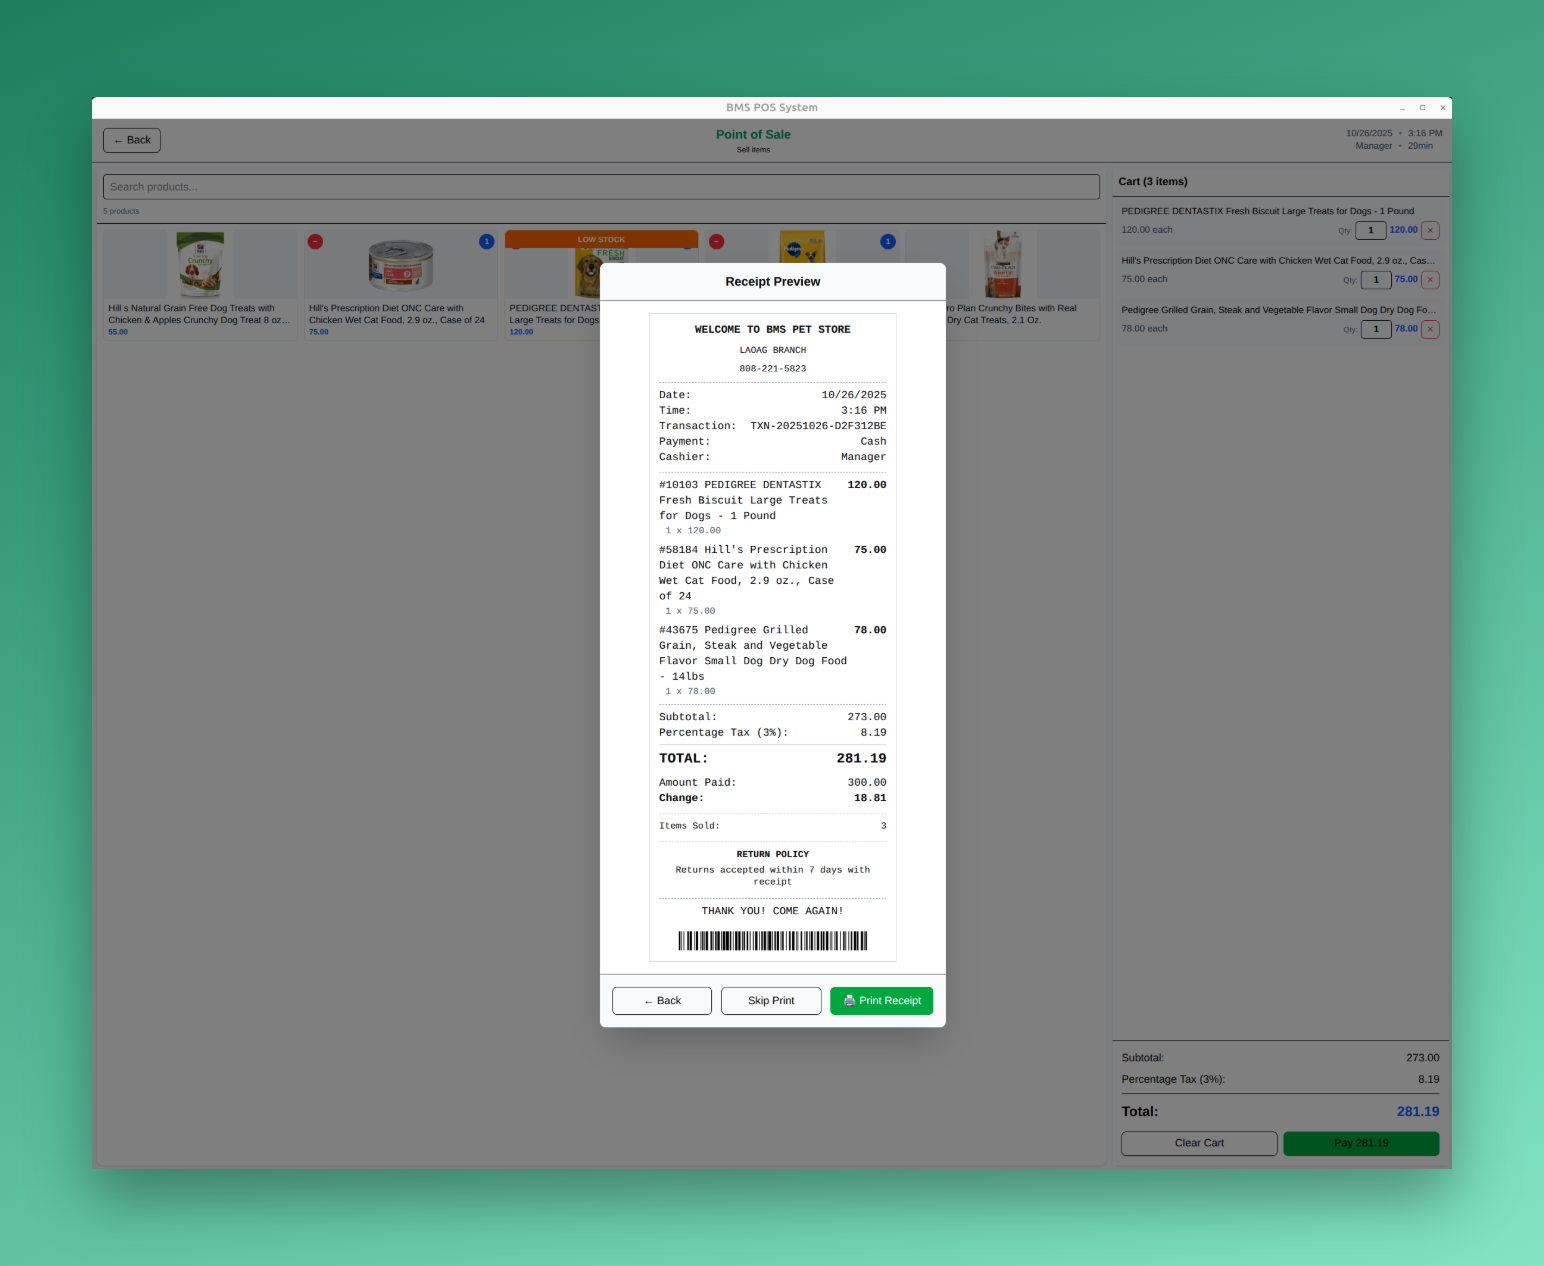 BMS POS System
← Back
Point of Sale
Sell items
10/26/2025 • 3:16 PM
Manager • 29min
Search products...
5 products
Cart (3 items)
PEDIGREE DENTASTIX Fresh Biscuit Large Treats for Dogs - 1 Pound
120.00 each
Qty: 1 120.00 ×
Hill's Prescription Diet ONC Care with Chicken Wet Cat Food, 2.9 oz., Cas...
75.00 each
Qty: 1 75.00 ×
Pedigree Grilled Grain, Steak and Vegetable Flavor Small Dog Dry Dog Fo...
78.00 each
Qty: 1 78.00 ×
Crunchy
Hill s Natural Grain Free Dog Treats with
Chicken & Apples Crunchy Dog Treat 8 oz...
55.00
− 1
Hill's Prescription Diet ONC Care with
Chicken Wet Cat Food, 2.9 oz., Case of 24
75.00
LOW STOCK
FRESH
PEDIGREE DENTAST
Large Treats for Dogs
120.00
− 1
Pedigree
ro Plan Crunchy Bites with Real
Dry Cat Treats, 2.1 Oz.
Receipt Preview
WELCOME TO BMS PET STORE
LAOAG BRANCH
808-221-5823
Date: 10/26/2025
Time: 3:16 PM
Transaction: TXN-20251026-D2F312BE
Payment: Cash
Cashier: Manager
#10103 PEDIGREE DENTASTIX 120.00
Fresh Biscuit Large Treats
for Dogs - 1 Pound
1 x 120.00
#58184 Hill's Prescription 75.00
Diet ONC Care with Chicken
Wet Cat Food, 2.9 oz., Case
of 24
1 x 75.00
#43675 Pedigree Grilled 78.00
Grain, Steak and Vegetable
Flavor Small Dog Dry Dog Food
- 14lbs
1 x 78.00
Subtotal: 273.00
Percentage Tax (3%): 8.19
TOTAL: 281.19
Amount Paid: 300.00
Change: 18.81
Items Sold: 3
RETURN POLICY
Returns accepted within 7 days with
receipt
THANK YOU! COME AGAIN!
← Back
Skip Print
Print Receipt
Subtotal: 273.00
Percentage Tax (3%): 8.19
Total: 281.19
Clear Cart
Pay 281.19